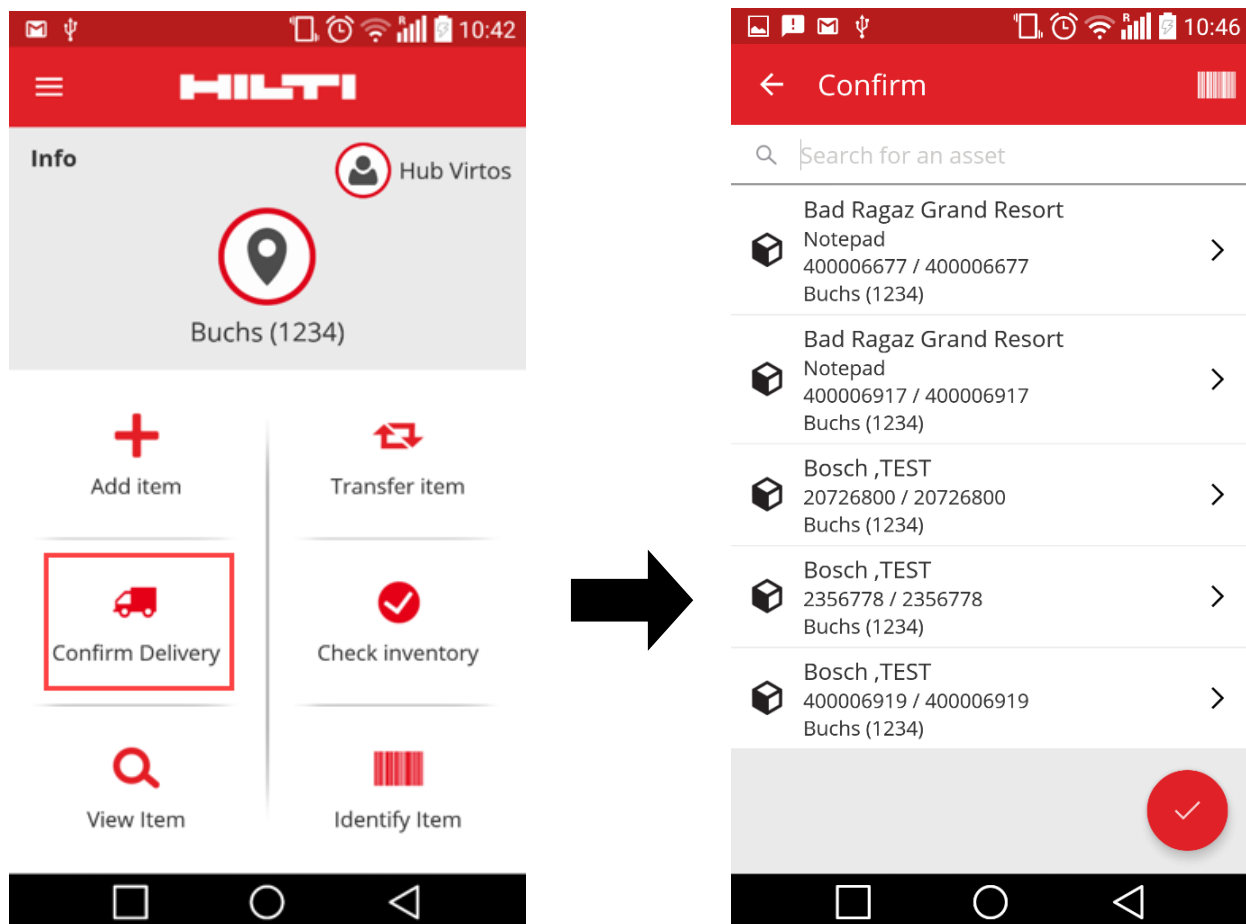 10:42
HILTI
Info
Hub Virtos
Buchs (1234)
Add item
Transfer item
Confirm Delivery
Check inventory
View Item
Identify Item
R
10:46
Confirm
Search for an asset
Bad Ragaz Grand Resort
Notepad
400006677 / 400006677
Buchs (1234)
Bad Ragaz Grand Resort
Notepad
400006917 / 400006917
Buchs (1234)
Bosch ,TEST
20726800 / 20726800
Buchs (1234)
Bosch ,TEST
2356778 / 2356778
Buchs (1234)
Bosch ,TEST
400006919 / 400006919
Buchs (1234)